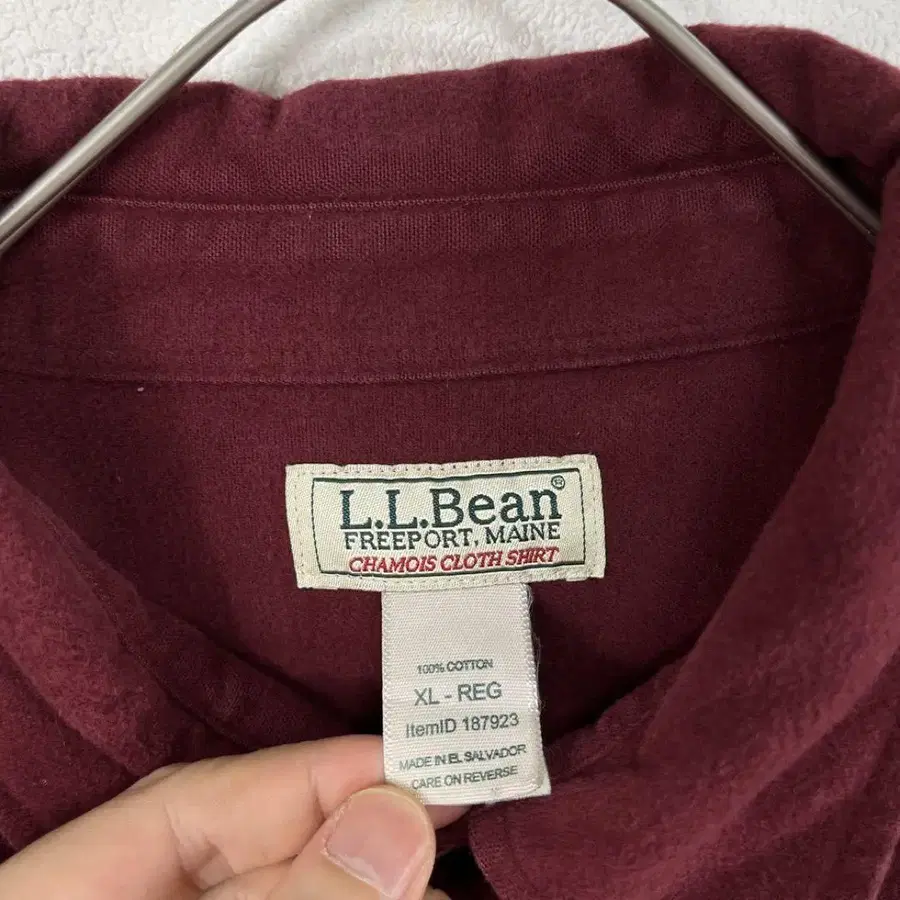 L.L.Bean®
FREEPORT, MAINE
CHAMOIS CLOTH SHIRT
100% COTTON
XL - REG
ItemID 187923
MADE IN EL SALVADOR
CARE ON REVERSE